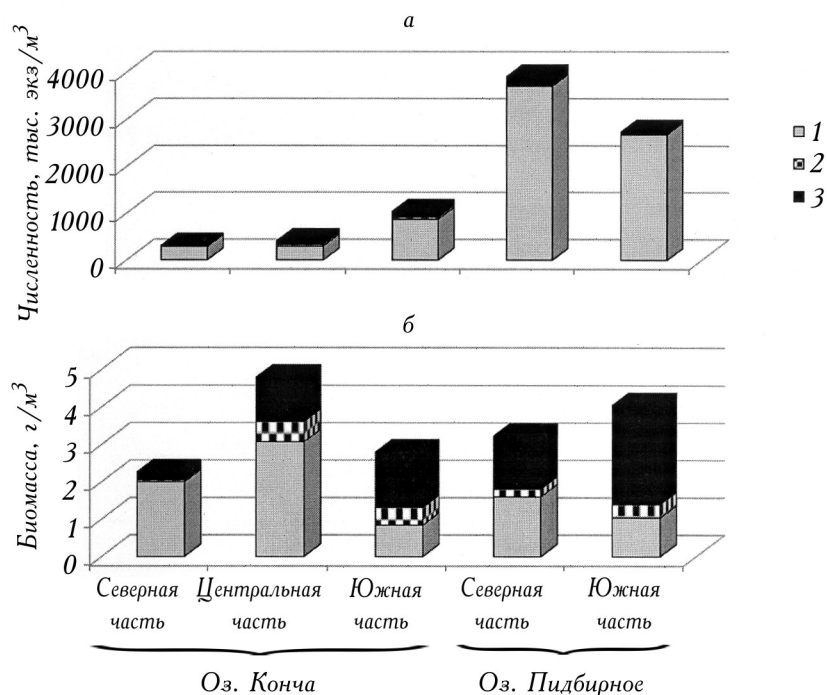 а
Численность, тыс. экз/м³
4000
3000
2000
1000
0
1
2
3
б
Биомасса, г/м³
5
4
3
2
1
0
Северная Центральная Южная Северная Южная
часть часть часть часть часть
Оз. Конча Оз. Пидбирное